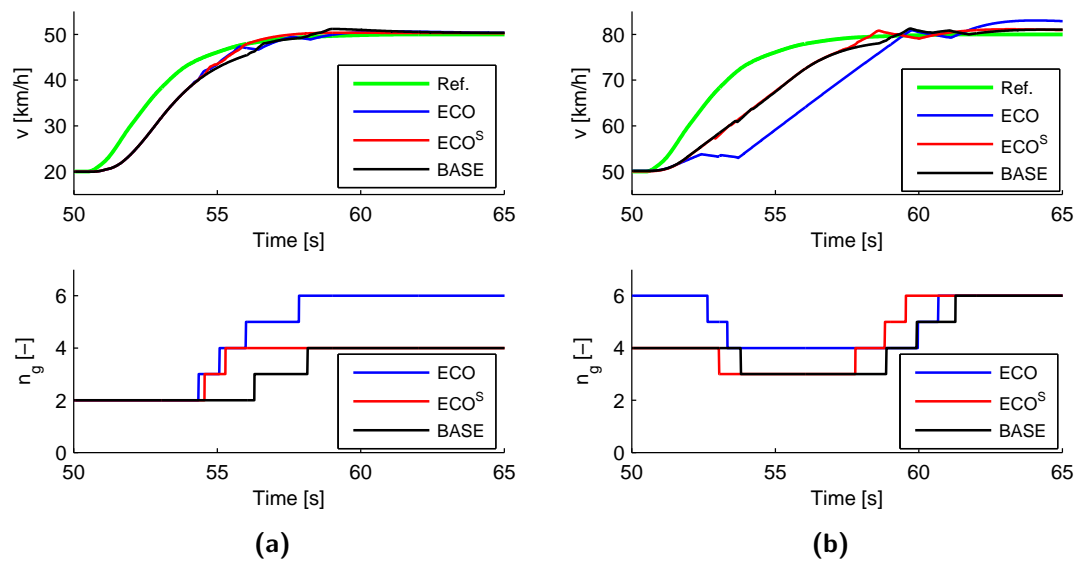 50
40
30
20
v [km/h]
Ref.
ECO
ECO^S
BASE
50 55 60 65
Time [s]
90
80
70
60
50
v [km/h]
Ref.
ECO
ECO^S
BASE
50 55 60 65
Time [s]
6
4
2
0
n_g [−]
ECO
ECO^S
BASE
50 55 60 65
Time [s]
(a)
6
4
2
0
n_g [−]
ECO
ECO^S
BASE
50 55 60 65
Time [s]
(b)